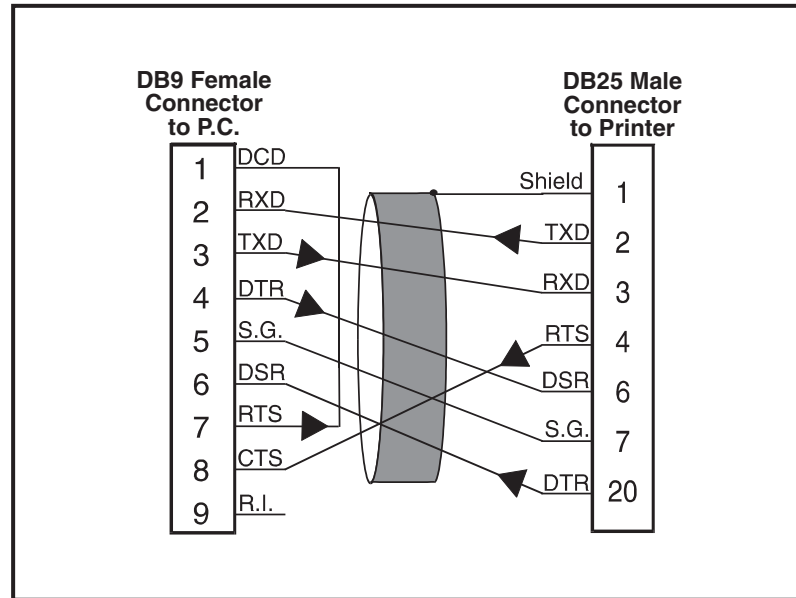 DB9 Female
Connector
to P.C.
DB25 Male
Connector
to Printer
1 DCD
2 RXD
3 TXD
4 DTR
5 S.G.
6 DSR
7 RTS
8 CTS
9 R.I.
Shield 1
TXD 2
RXD 3
RTS 4
DSR 6
S.G. 7
DTR 20